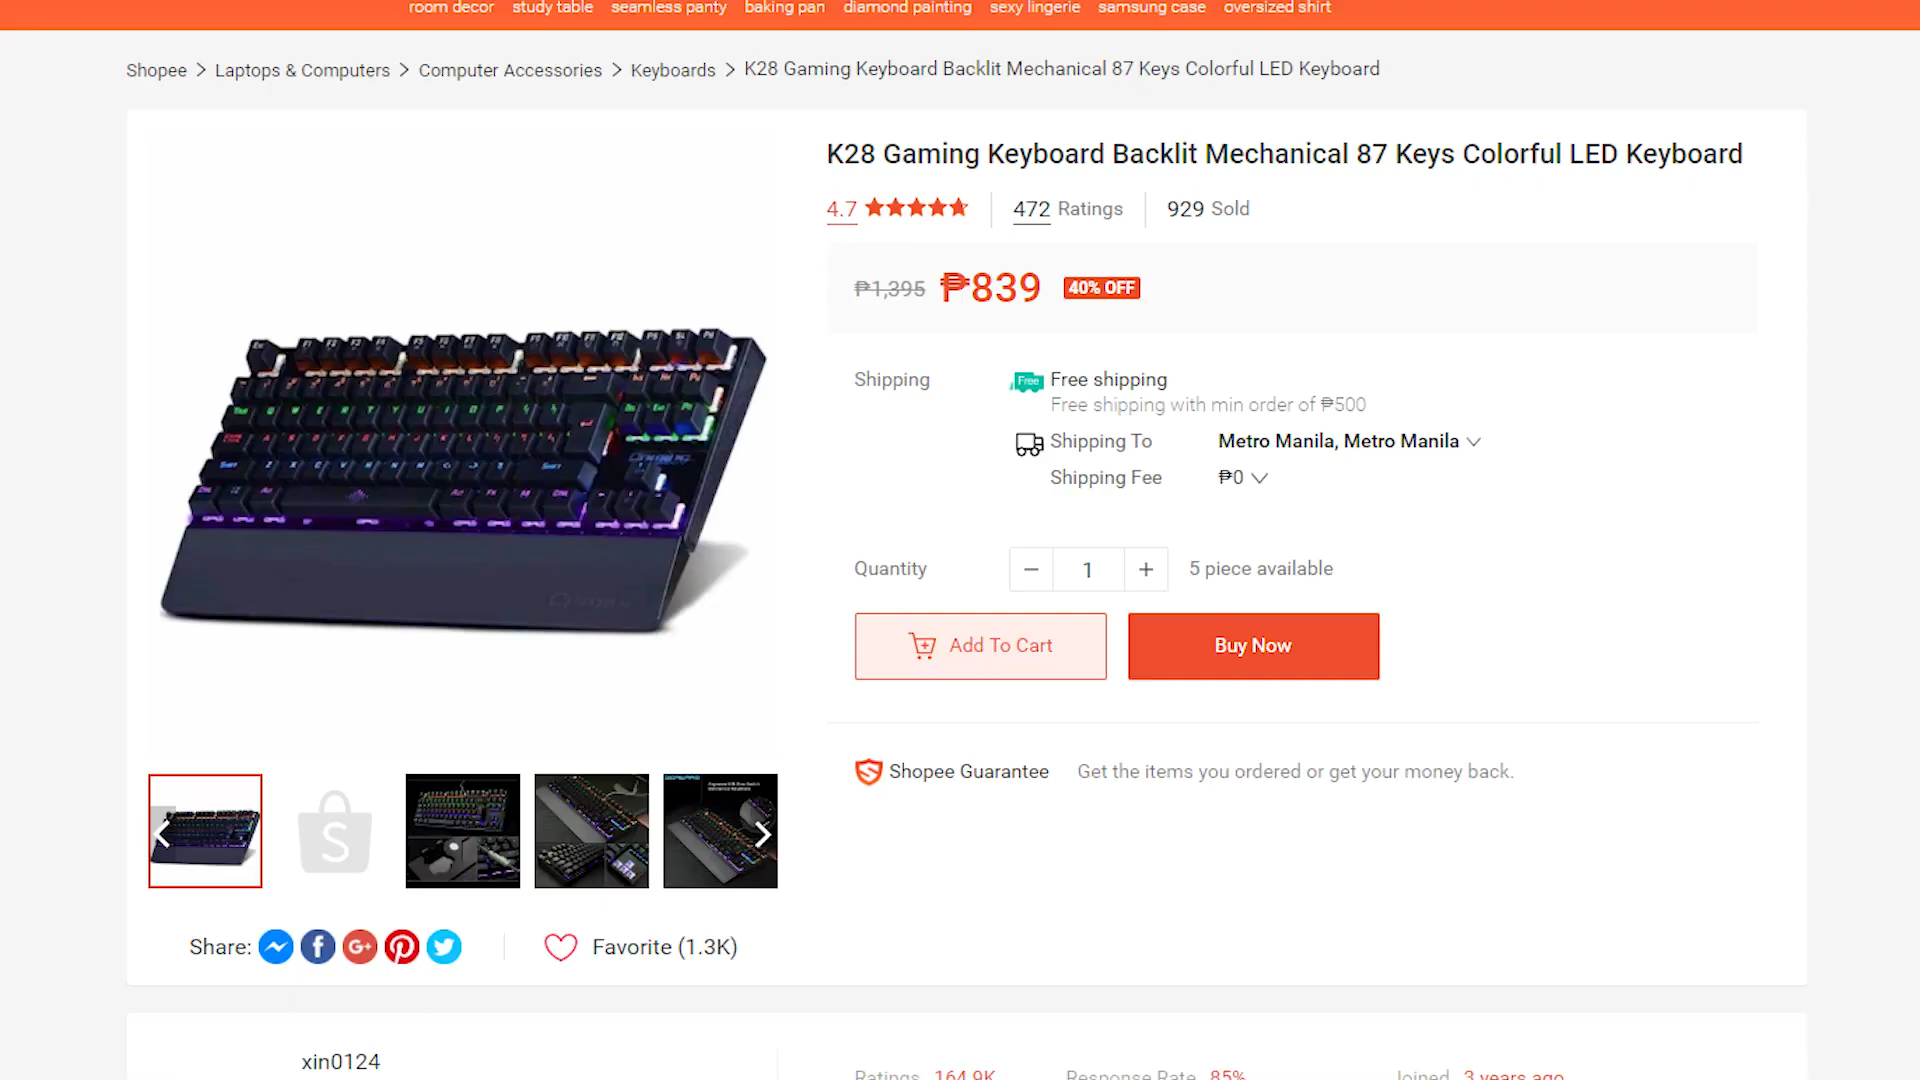 room decor study table seamless panty baking pan diamond painting sexy lingerie samsung case oversized shirt
Shopee > Laptops & Computers > Computer Accessories > Keyboards > K28 Gaming Keyboard Backlit Mechanical 87 Keys Colorful LED Keyboard
K28 Gaming Keyboard Backlit Mechanical 87 Keys Colorful LED Keyboard
4.7 472 Ratings 929 Sold
₱1,395 ₱839 40% OFF
Shipping Free Free shipping
Free shipping with min order of ₱500
Shipping To Metro Manila, Metro Manila
Shipping Fee ₱0
Quantity 1 5 piece available
Add To Cart Buy Now
Shopee Guarantee Get the items you ordered or get your money back.
Share: Favorite (1.3K)
xin0124
Ratings 164.9K Response Rate 85% Joined 3 years ago